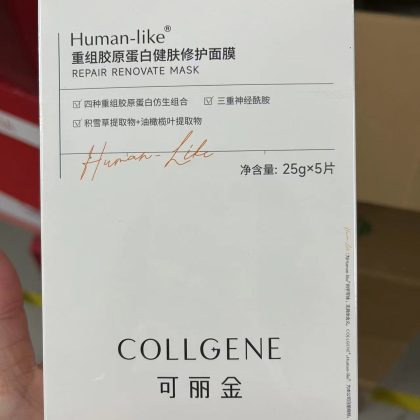 Human-like®
重组胶原蛋白健肤修护面膜
REPAIR RENOVATE MASK
☑ 四种重组胶原蛋白仿生组合 ☑ 三重神经酰胺
☑ 积雪草提取物+油橄榄叶提取物
Human-Like
净含量: 25g×5片
COLLGENE
可丽金